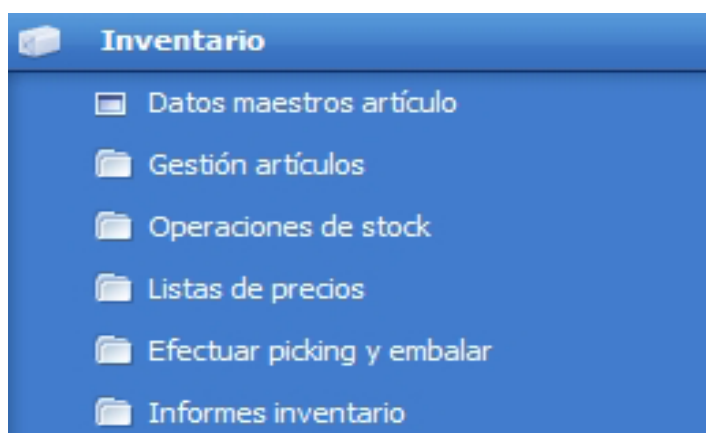 Inventario
Datos maestros artículo
Gestión artículos
Operaciones de stock
Listas de precios
Efectuar picking y embalar
Informes inventario